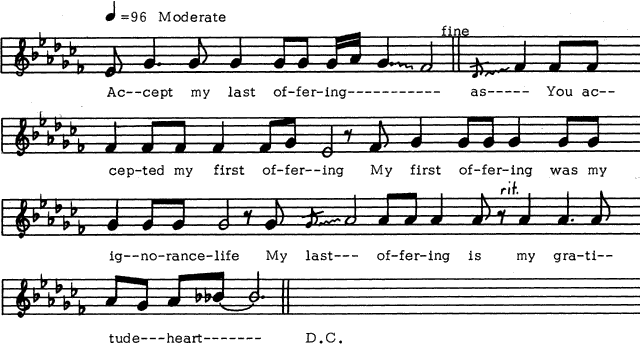 ♩=96 Moderate
fine
Ac--cept my last of-fer-ing----------- as----- You ac--
cep-ted my first of-fer--ing My first of-fer-ing was my
rit.
ig--no-rance-life My last--- of-fer-ing is my gra-ti--
tude---heart------- D.C.